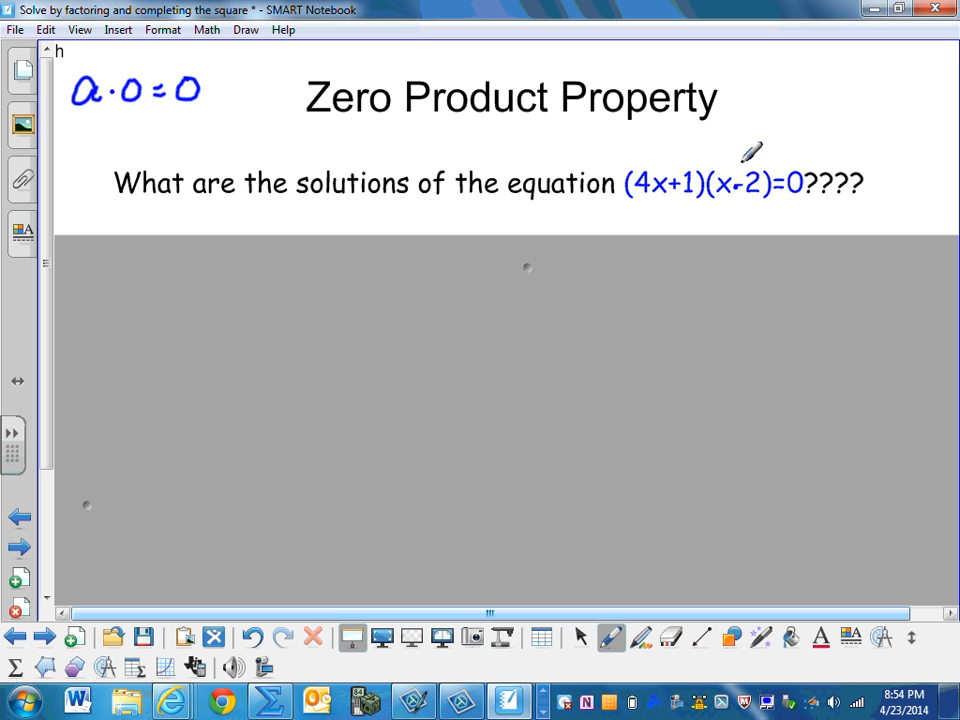 Solve by factoring and completing the square * - SMART Notebook
File Edit View Insert Format Math Draw Help
h
a·0=0
Zero Product Property
What are the solutions of the equation (4x+1)(x-2)=0????
8:54 PM
4/23/2014